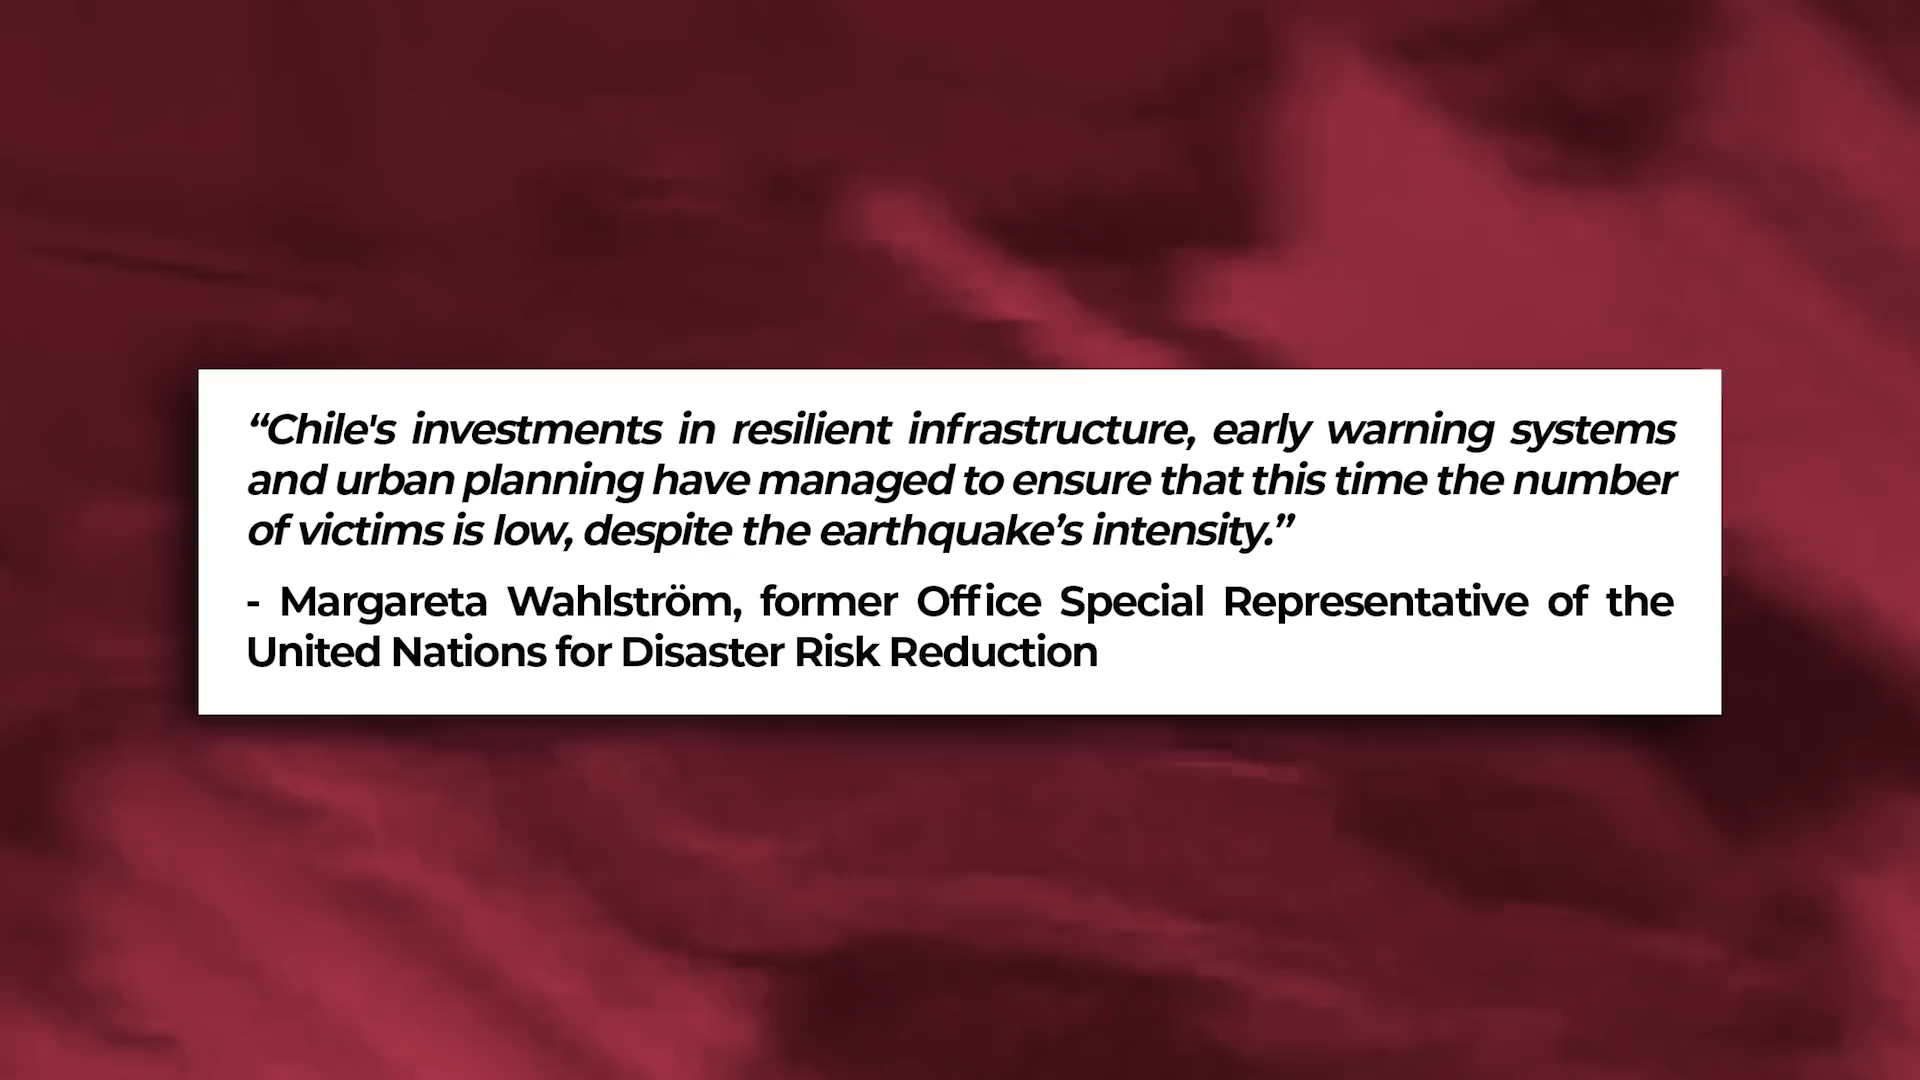 “Chile's investments in resilient infrastructure, early warning systems
and urban planning have managed to ensure that this time the number
of victims is low, despite the earthquake’s intensity.”
- Margareta Wahlström, former Office Special Representative of the
United Nations for Disaster Risk Reduction